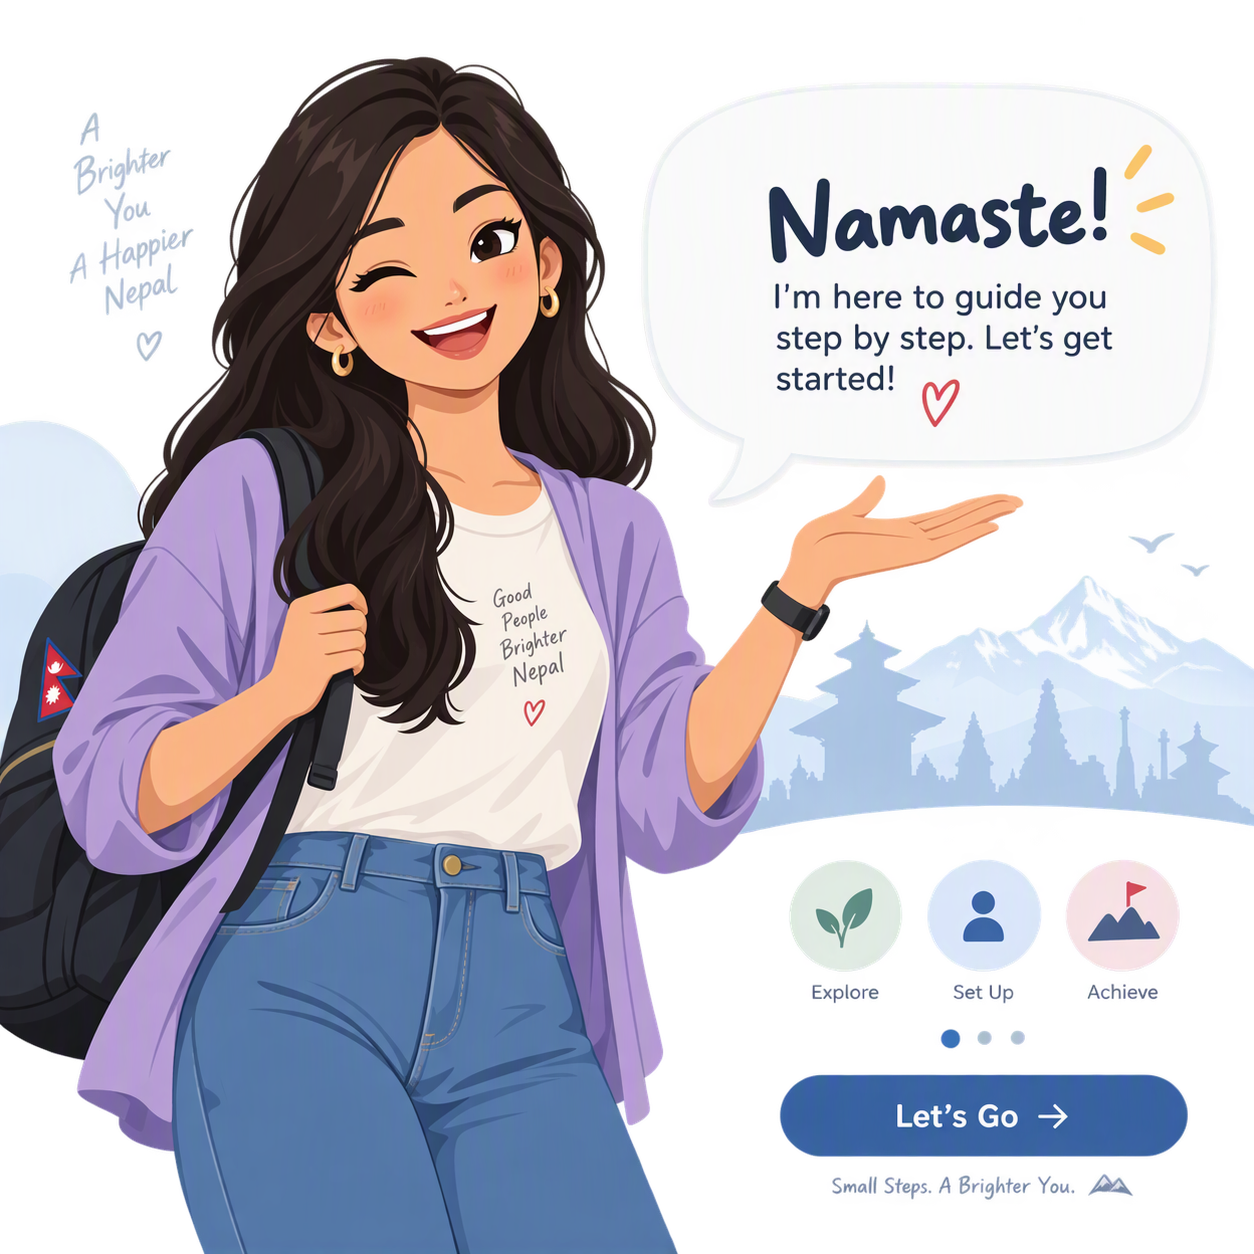 A
Brighter
You
A Happier
Nepal
Namaste!
I'm here to guide you
step by step. Let's get
started!
Good
People
Brighter
Nepal
Explore
Set Up
Achieve
Let's Go →
Small Steps. A Brighter You.